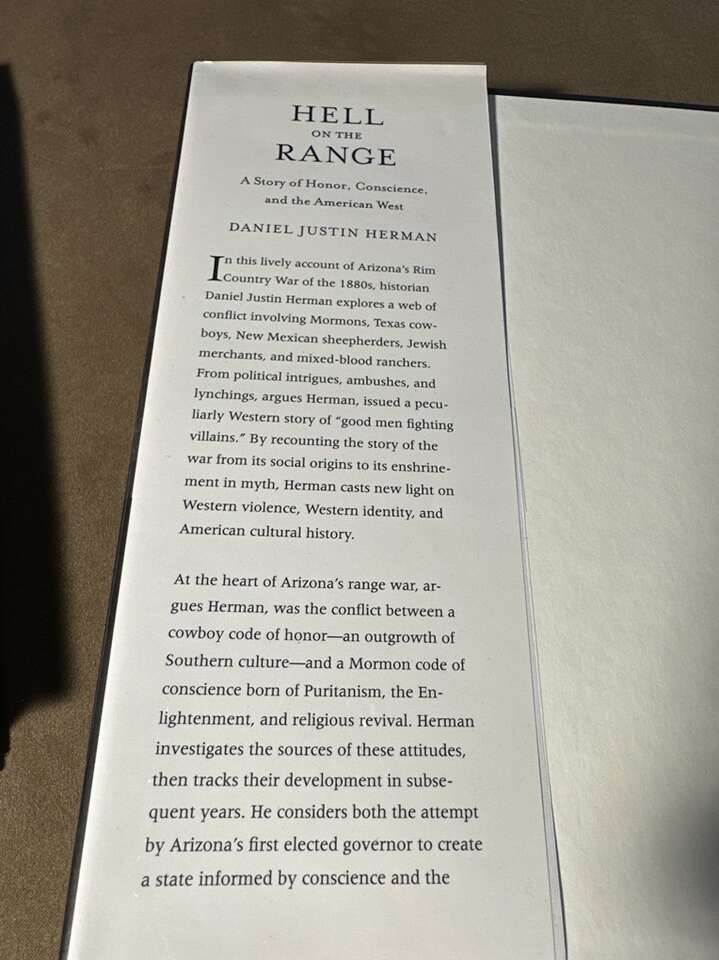 HELL
ON THE
RANGE
A Story of Honor, Conscience,
and the American West
DANIEL JUSTIN HERMAN
In this lively account of Arizona's Rim
Country War of the 1880s, historian
Daniel Justin Herman explores a web of
conflict involving Mormons, Texas cow-
boys, New Mexican sheepherders, Jewish
merchants, and mixed-blood ranchers.
From political intrigues, ambushes, and
lynchings, argues Herman, issued a pecu-
liarly Western story of "good men fighting
villains." By recounting the story of the
war from its social origins to its enshrine-
ment in myth, Herman casts new light on
Western violence, Western identity, and
American cultural history.
At the heart of Arizona's range war, ar-
gues Herman, was the conflict between a
cowboy code of honor—an outgrowth of
Southern culture—and a Mormon code of
conscience born of Puritanism, the En-
lightenment, and religious revival. Herman
investigates the sources of these attitudes,
then tracks their development in subse-
quent years. He considers both the attempt
by Arizona's first elected governor to create
a state informed by conscience and the